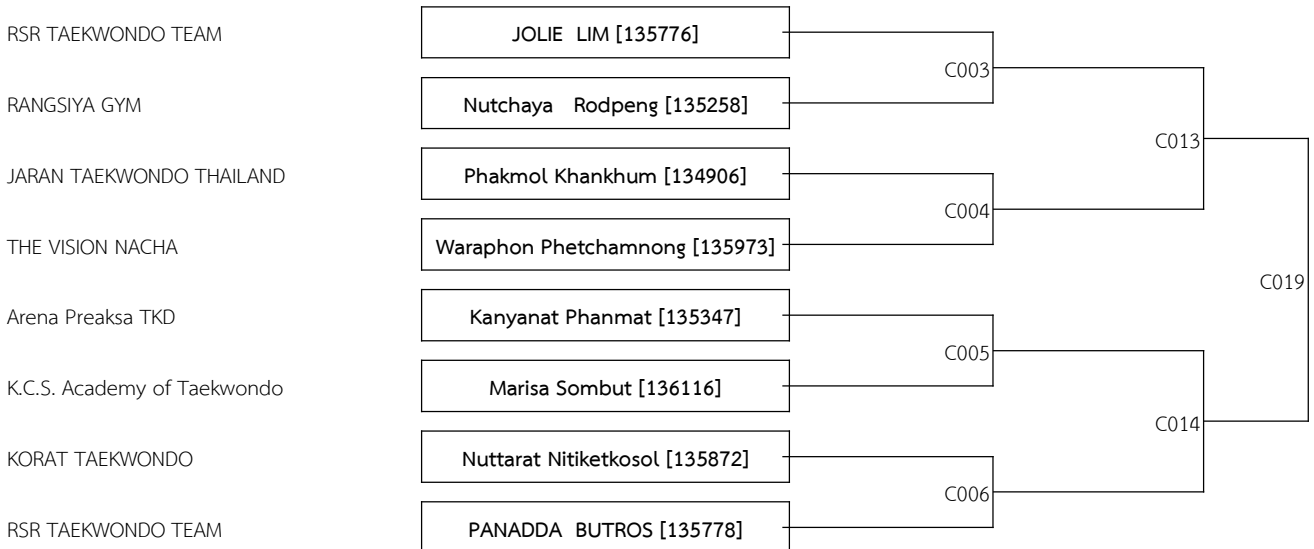 RSR TAEKWONDO TEAM JOLIE LIM [135776]
C003
RANGSIYA GYM Nutchaya Rodpeng [135258]
C013
JARAN TAEKWONDO THAILAND Phakmol Khankhum [134906]
C004
THE VISION NACHA Waraphon Phetchamnong [135973]
C019
Arena Preaksa TKD Kanyanat Phanmat [135347]
C005
K.C.S. Academy of Taekwondo Marisa Sombut [136116]
C014
KORAT TAEKWONDO Nuttarat Nitiketkosol [135872]
C006
RSR TAEKWONDO TEAM PANADDA BUTROS [135778]